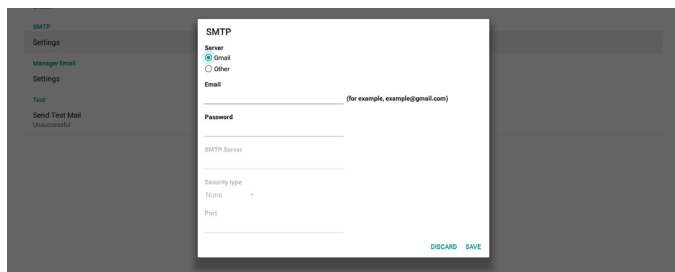 SMTP
Settings
Manager Email
Settings
Test
Send Test Mail
Unsuccessful
SMTP
Server
Gmail
Other
Email
(for example, example@gmail.com)
Password
SMTP Server
Security type
None
Port
DISCARD SAVE